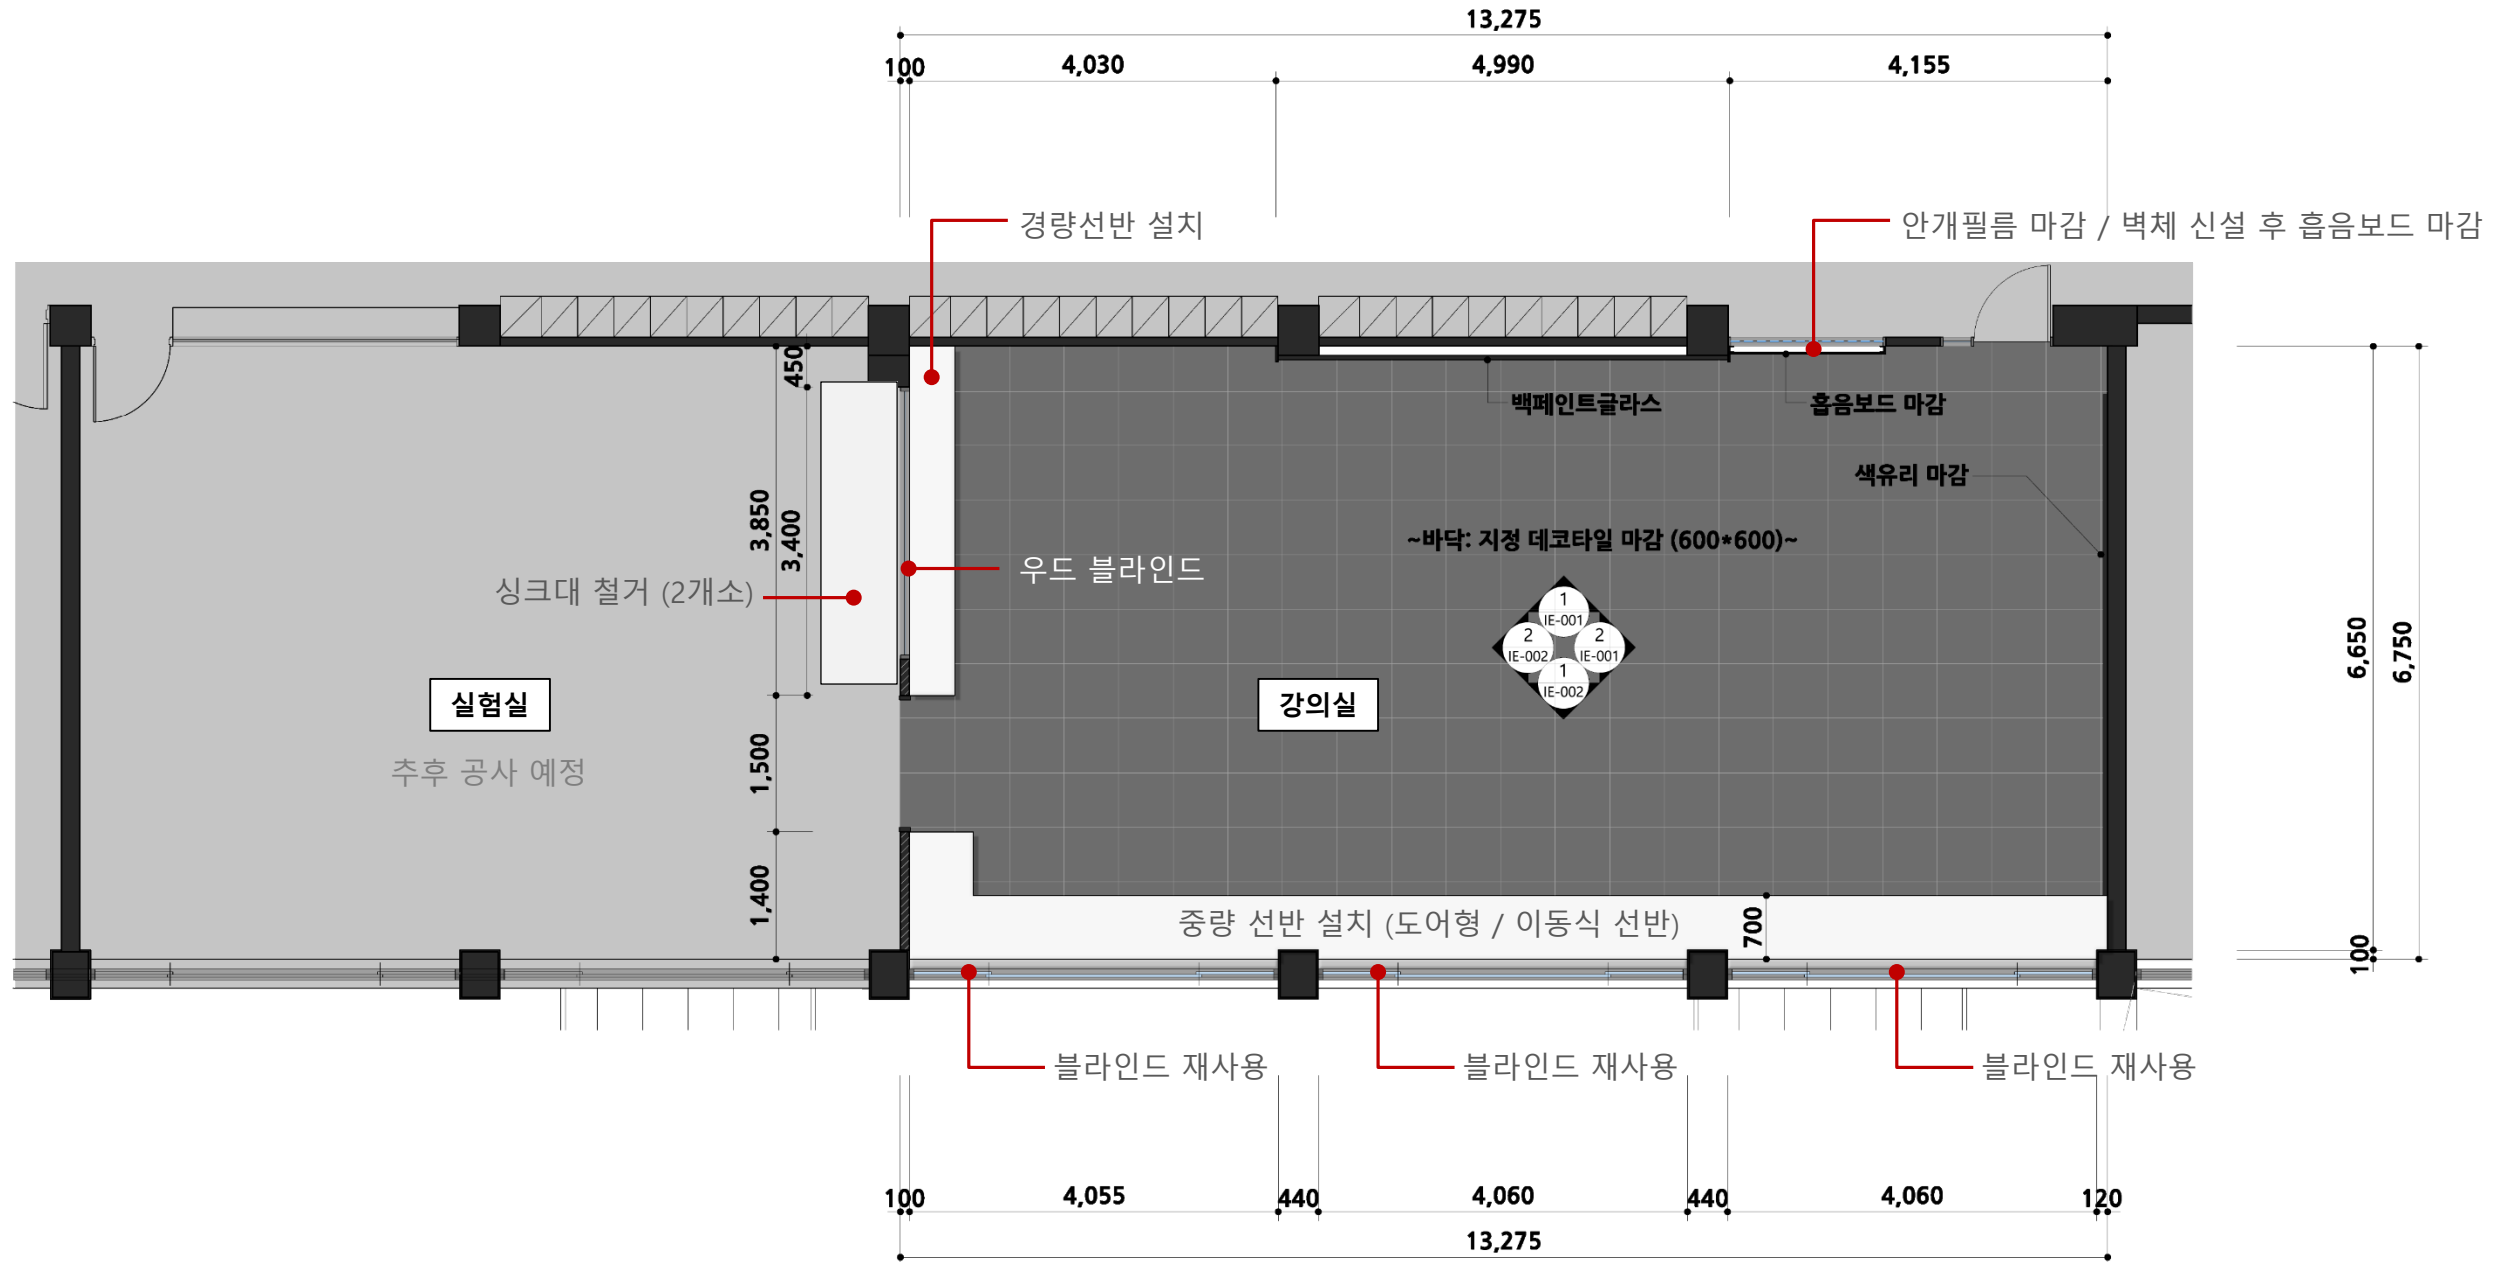 13,275
100
4,030
4,990
4,155
경량선반 설치
안개필름 마감 / 벽체 신설 후 흡음보드 마감
450
백페인트글라스
흡음보드 마감
색유리 마감
3,850
3,400
~바닥: 지정 데코타일 마감 (600*600)~
우드 블라인드
싱크대 철거 (2개소)
1
IE-001
2
IE-002
2
IE-001
1
IE-002
6,650
6,750
실험실
강의실
추후 공사 예정
1,500
1,400
중량 선반 설치 (도어형 / 이동식 선반)
700
100
블라인드 재사용
블라인드 재사용
블라인드 재사용
100
4,055
440
4,060
440
4,060
120
13,275